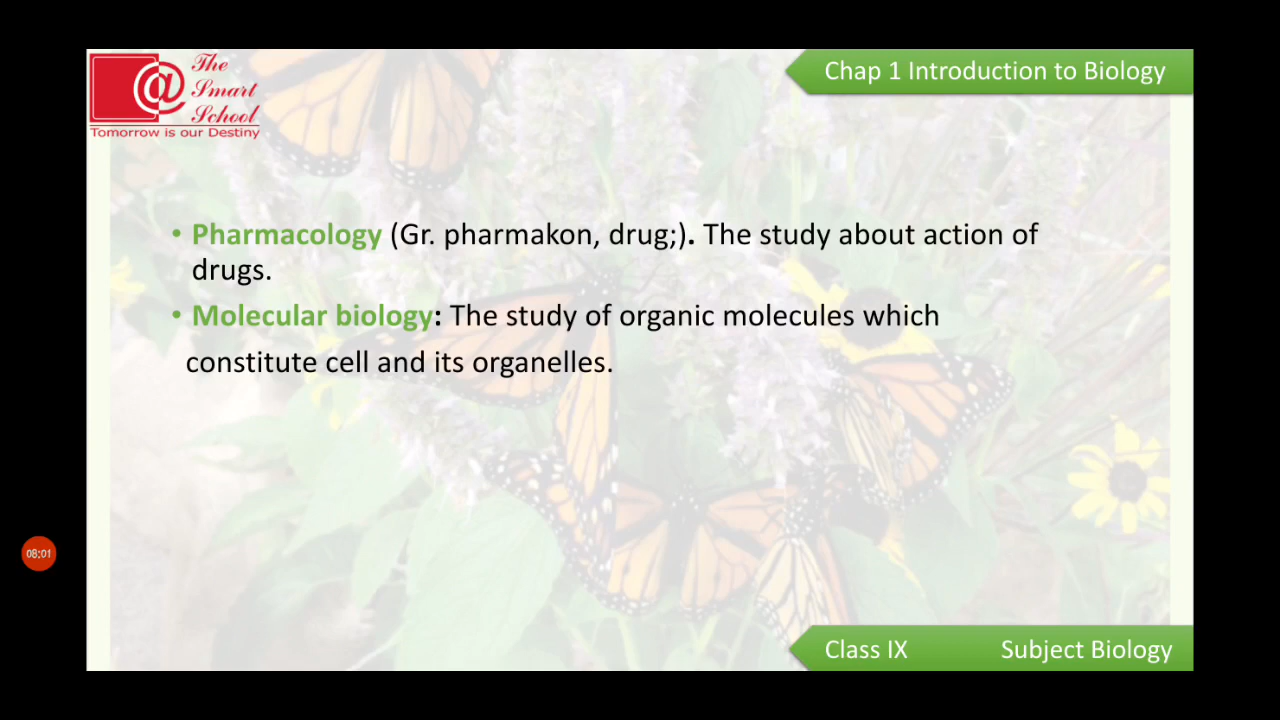 The
Smart
School
Tomorrow is our Destiny
Chap 1 Introduction to Biology
• Pharmacology (Gr. pharmakon, drug;). The study about action of
drugs.
• Molecular biology: The study of organic molecules which
constitute cell and its organelles.
08:01
Class IX Subject Biology